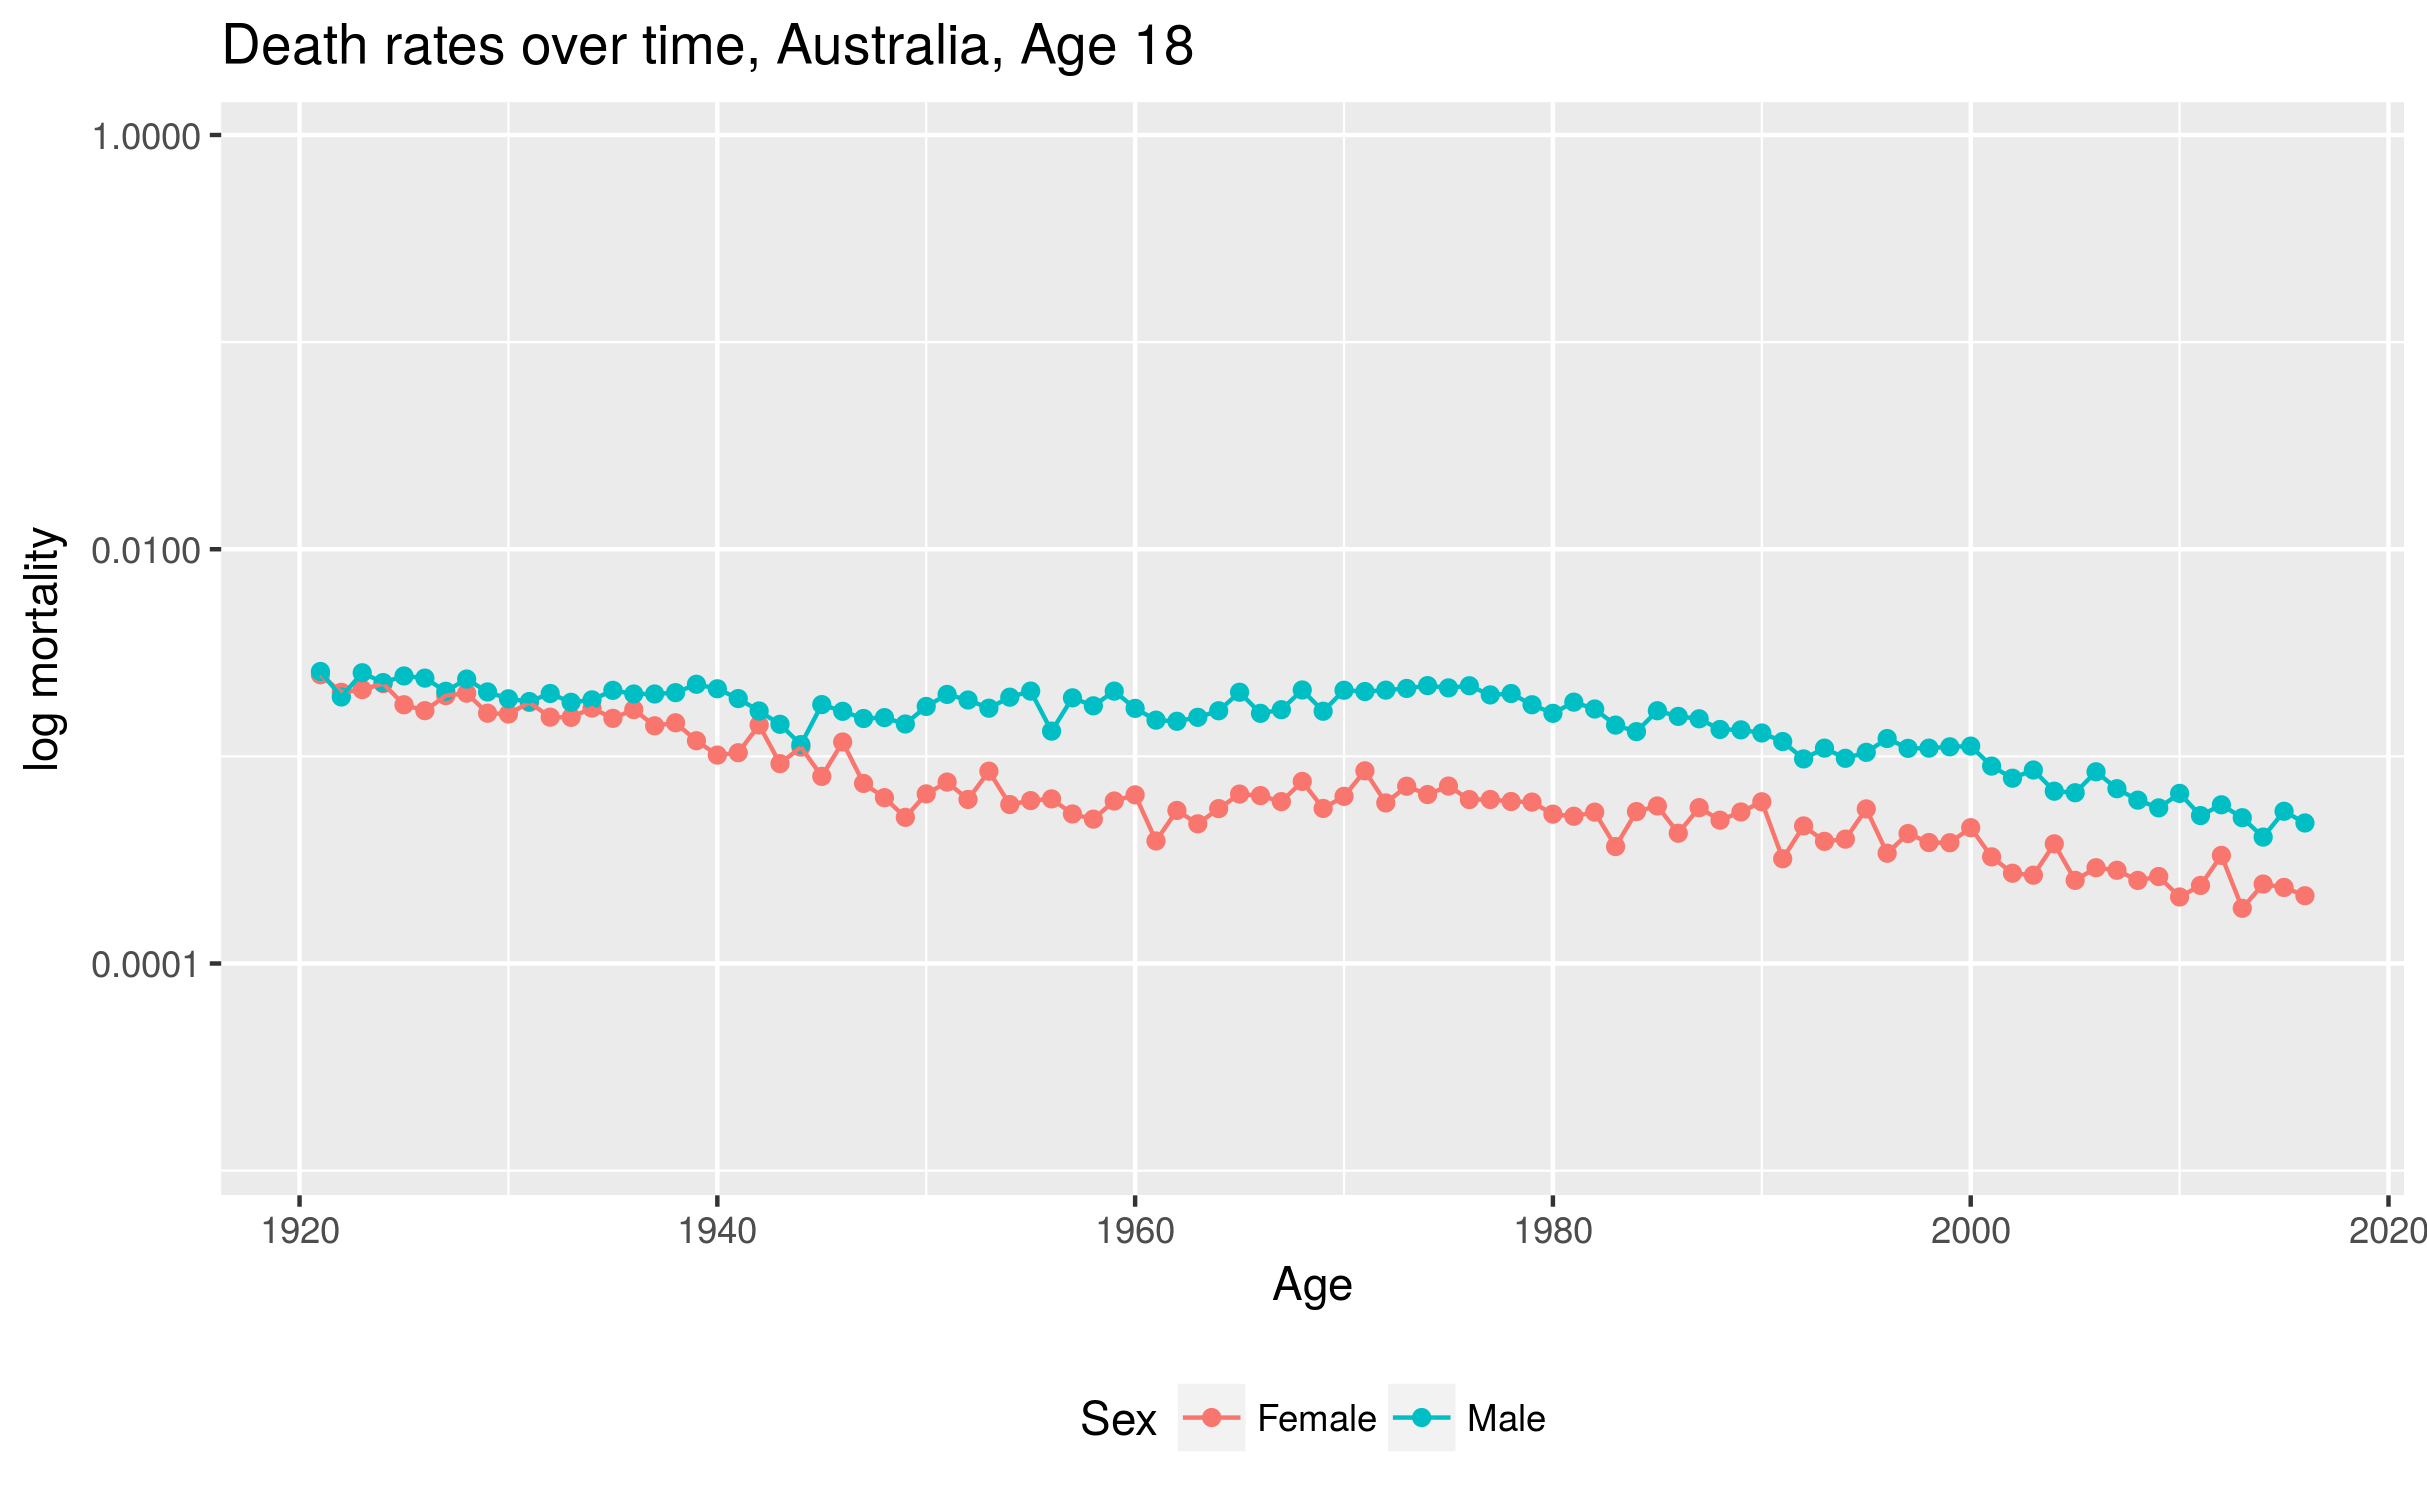 Death rates over time, Australia, Age 18
1.0000
0.0100
0.0001
log mortality
1920 1940 1960 1980 2000 2020
Age
Sex Female Male